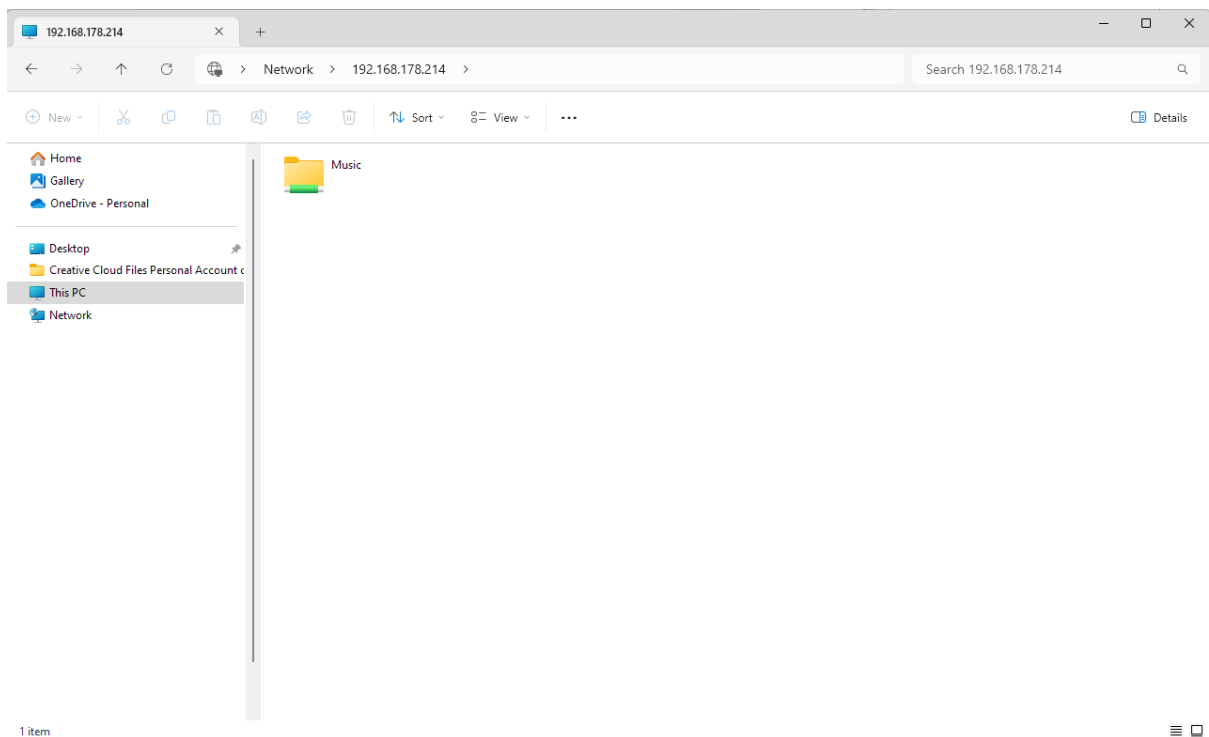 192.168.178.214
Network > 192.168.178.214 >
Search 192.168.178.214
New
Sort
View
Details
Home
Gallery
OneDrive - Personal
Desktop
Creative Cloud Files Personal Account
This PC
Network
Music
1 item